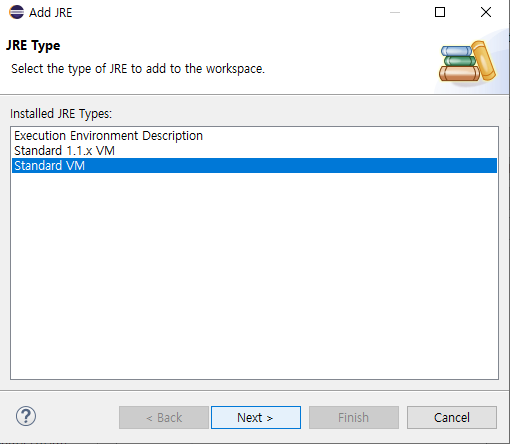 Add JRE
JRE Type
Select the type of JRE to add to the workspace.
Installed JRE Types:
Execution Environment Description
Standard 1.1.x VM
Standard VM
?
< Back
Next >
Finish
Cancel